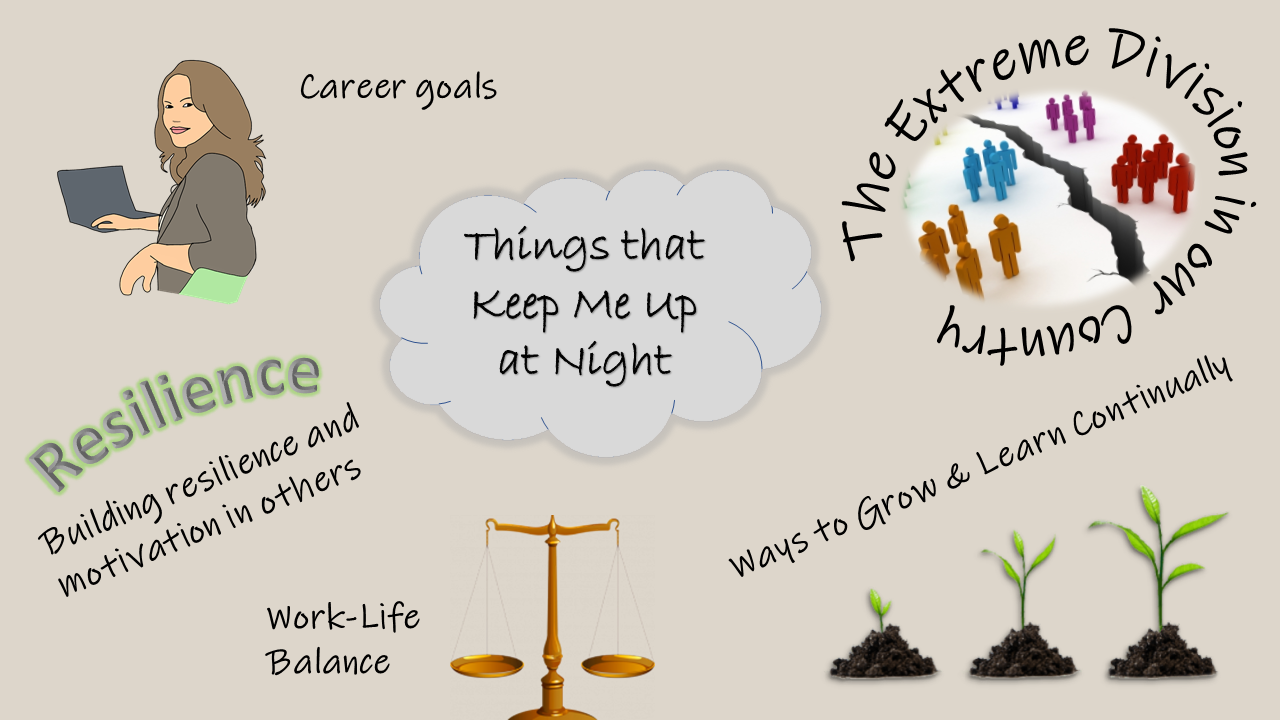 Career goals
The Extreme Division in our Country
Things that
Keep Me Up
at Night
Resilience
Building resilience and
motivation in others
Ways to Grow & Learn Continually
Work-Life
Balance